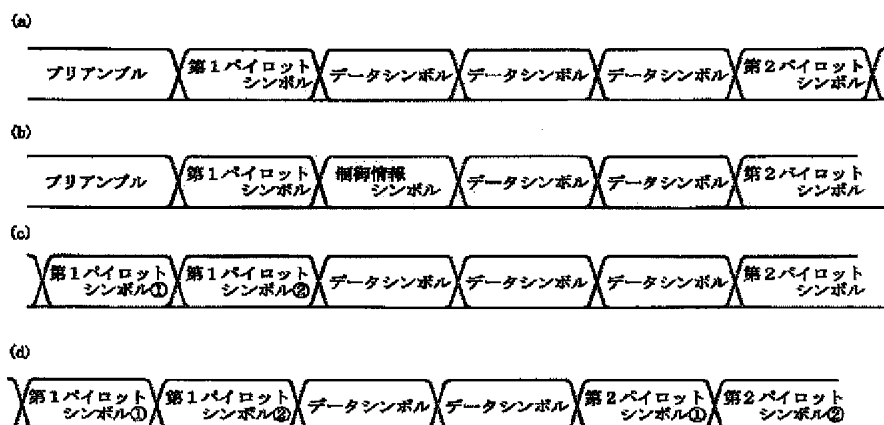 (a)
プリアンブル 第1パイロット データシンボル データシンボル データシンボル 第2パイロット
シンボル シンボル
(b)
プリアンブル 第1パイロット 制御情報 データシンボル データシンボル 第2パイロット
シンボル シンボル シンボル
(c)
第1パイロット 第1パイロット データシンボル データシンボル データシンボル 第2パイロット
シンボル① シンボル② シンボル
(d)
第1パイロット 第1パイロット データシンボル データシンボル 第2パイロット 第2パイロット
シンボル① シンボル② シンボル① シンボル②